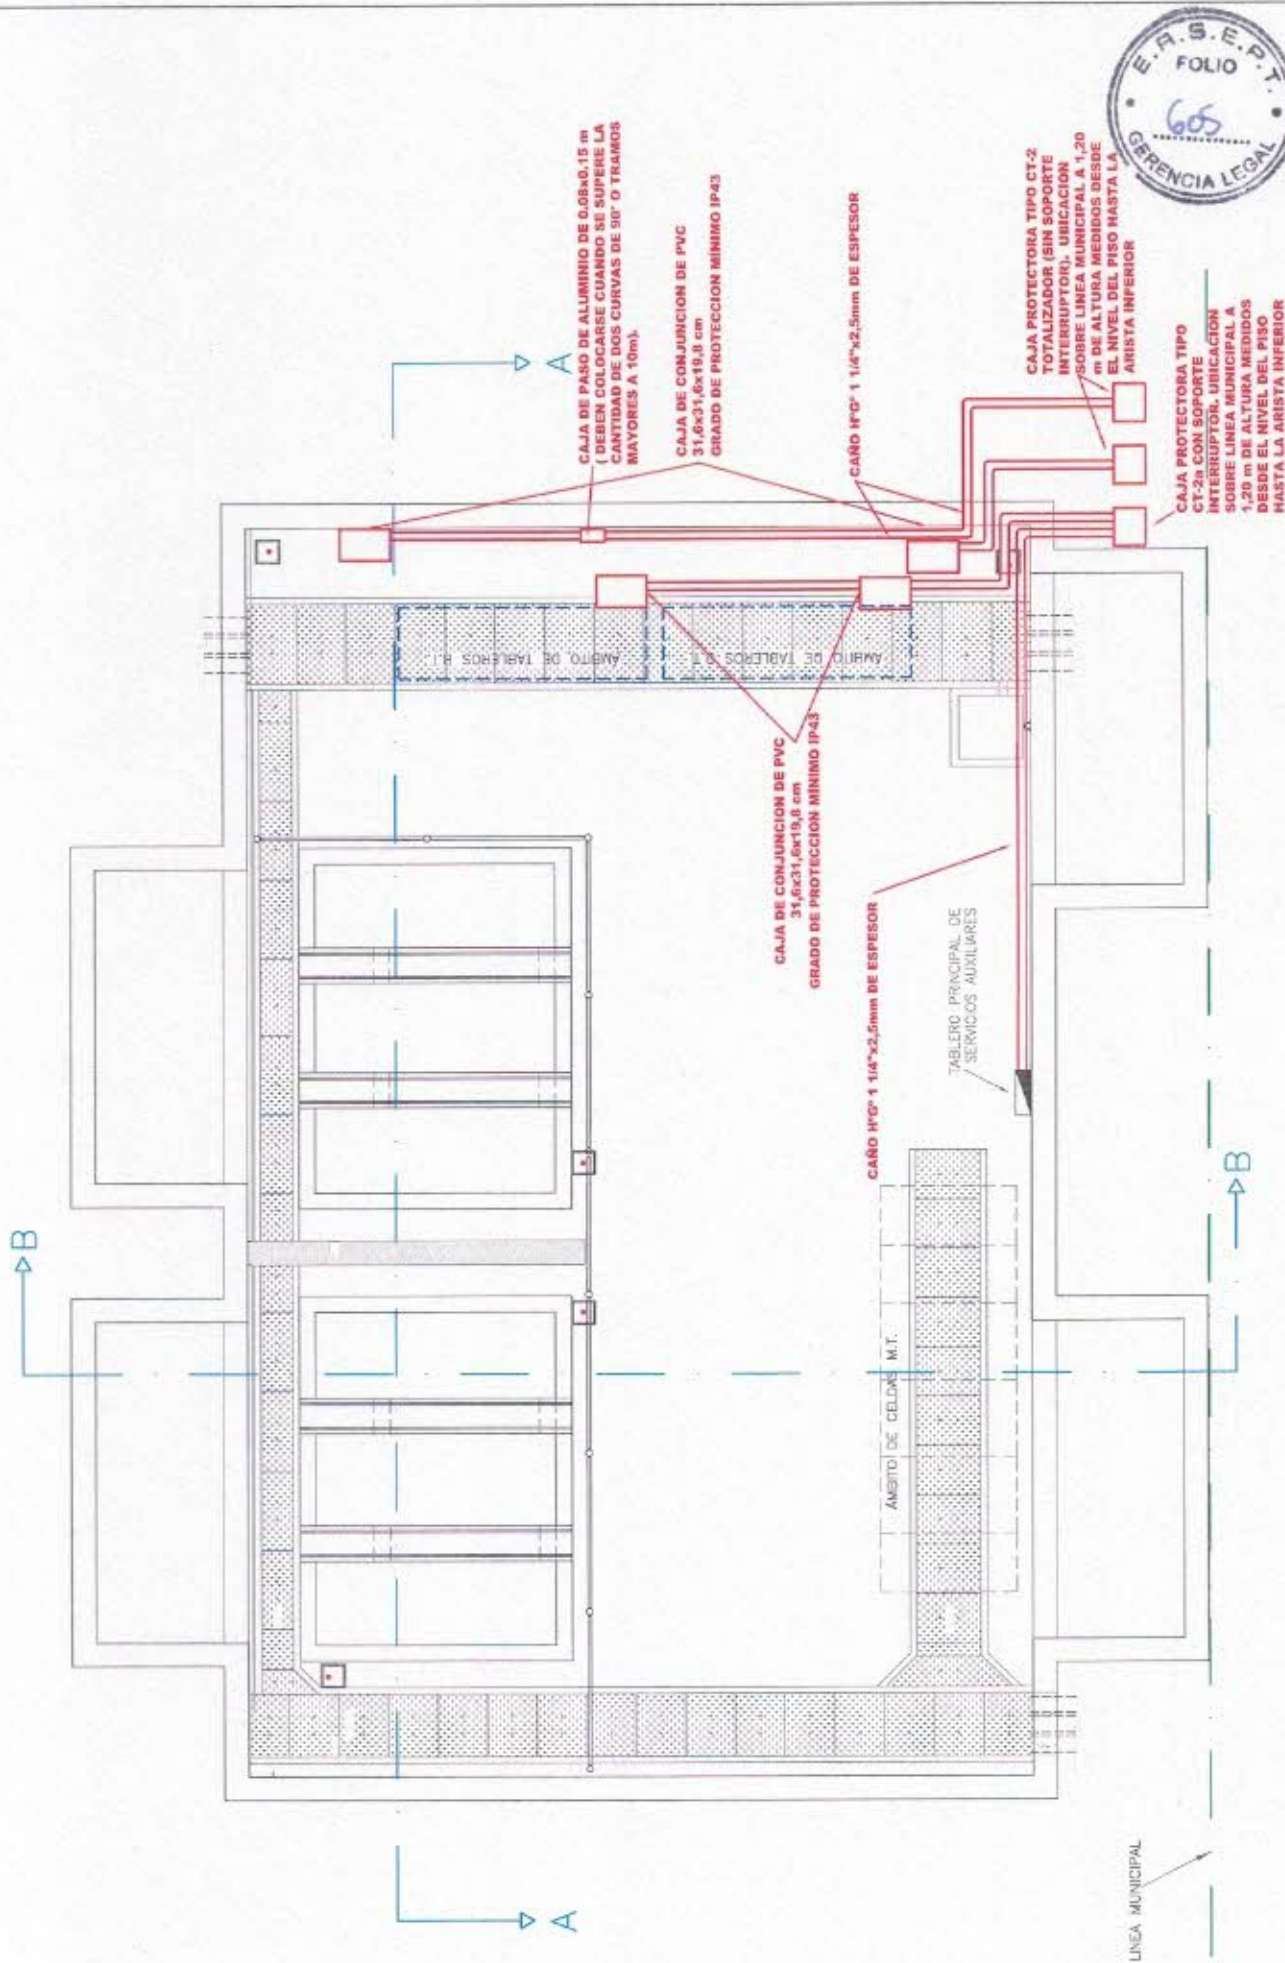 E.R.S.E.P.T.
FOLIO
605
GERENCIA LEGAL
CAJA DE PASO DE ALUMINIO DE 0.08x0.15 m
( DEBEN COLOCARSE CUANDO SE SUPERE LA
CANTIDAD DE DOS CURVAS DE 90° O TRAMOS
MAYORES A 10m).
CAJA DE CONJUNCION DE PVC
31,6x31,6x19,8 cm
GRADO DE PROTECCION MÍNIMO IP43
CAÑO HºGº 1 1/4"x2,5mm DE ESPESOR
CAJA PROTECTORA TIPO CT-2
TOTALIZADOR (SIN SOPORTE
INTERRUPTOR). UBICACION
SOBRE LINEA MUNICIPAL A 1,20
m DE ALTURA MEDIDOS DESDE
EL NIVEL DEL PISO HASTA LA
ARISTA INFERIOR
CAJA PROTECTORA TIPO
CT-2a CON SOPORTE
INTERRUPTOR. UBICACION
SOBRE LINEA MUNICIPAL A
1,20 m DE ALTURA MEDIDOS
DESDE EL NIVEL DEL PISO
HASTA LA ARISTA INFERIOR
A
AMBITO DE TABLEROS B.T.
AMBITO DE TABLEROS B.T.
CAJA DE CONJUNCION DE PVC
31,6x31,6x19,8 cm
GRADO DE PROTECCION MÍNIMO IP43
CAÑO HºGº 1 1/4"x2,5mm DE ESPESOR
TABLERO PRINCIPAL DE
SERVICIOS AUXILIARES
B
B
AMBITO DE CELDAS M.T.
A
LINEA MUNICIPAL